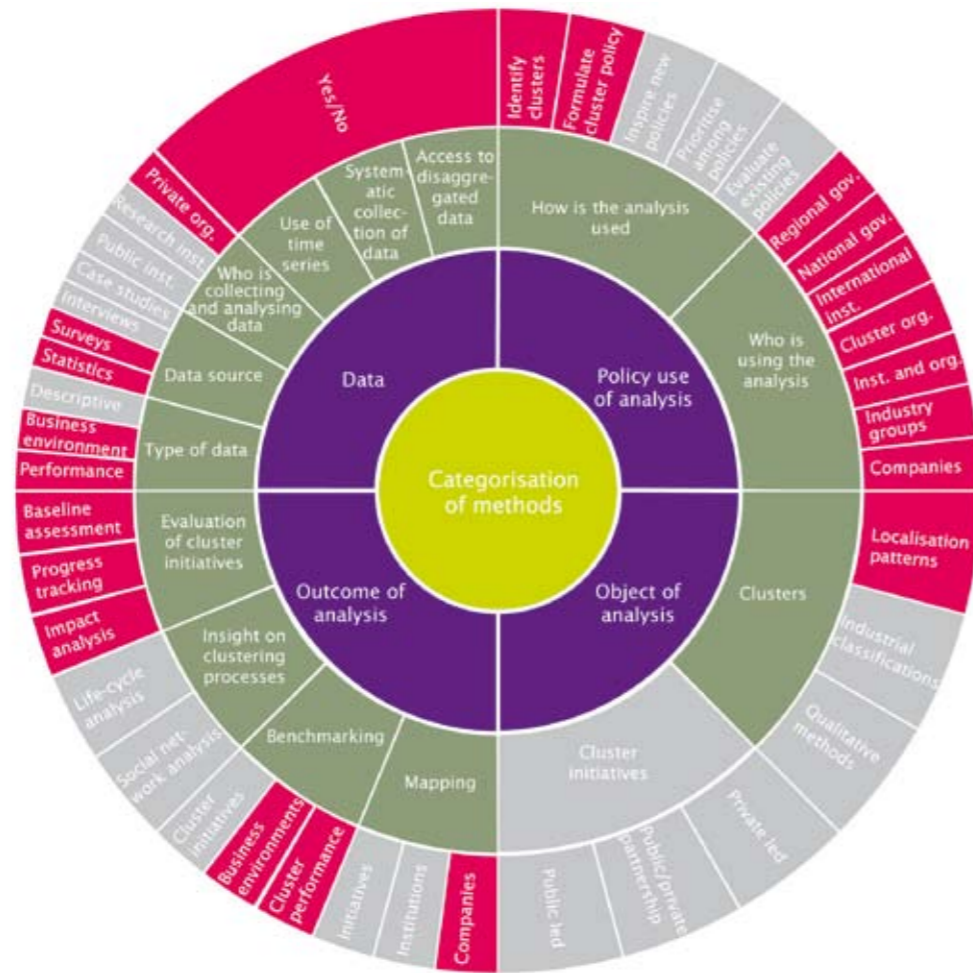 Categorisation
of methods
Policy use
of analysis
How is the analysis
used
Identify
clusters
Formulate
cluster policy
Inspire new
policies
Prioritise
among
policies
Evaluate
existing
policies
Who is
using the
analysis
Regional gov.
National gov.
International
inst.
Cluster org.
Inst. and org.
Industry
groups
Companies
Object of
analysis
Clusters
Localisation
patterns
Industrial
classifications
Qualitative
methods
Cluster
initiatives
Private led
Public/private
partnership
Public led
Outcome of
analysis
Mapping
Companies
Institutions
Initiatives
Benchmarking
Cluster
performance
Business
environments
Cluster
initiatives
Insight on
clustering
processes
Social net-
work analysis
Life-cycle
analysis
Evaluation
of cluster
initiatives
Impact
analysis
Progress
tracking
Baseline
assessment
Data
Type of data
Performance
Business
environment
Descriptive
Data source
Statistics
Surveys
Interviews
Case studies
Who is
collecting
and analysing
data
Public inst.
Research inst.
Private org.
Use of
time
series
System-
atic
collec-
tion of
data
Access to
disaggre-
gated
data
Yes/No